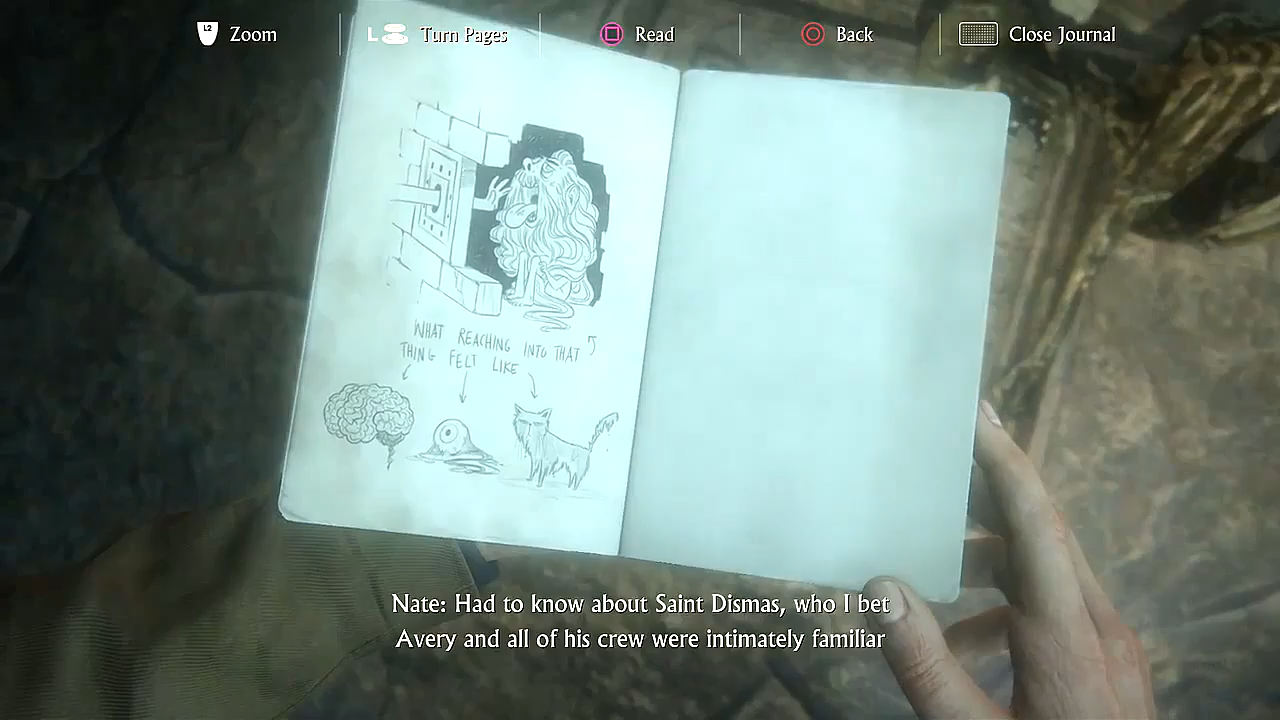 L2 Zoom
L Turn Pages
Read
Back
Close Journal
WHAT REACHING INTO THAT
THING FELT LIKE
Nate: Had to know about Saint Dismas, who I bet
Avery and all of his crew were intimately familiar